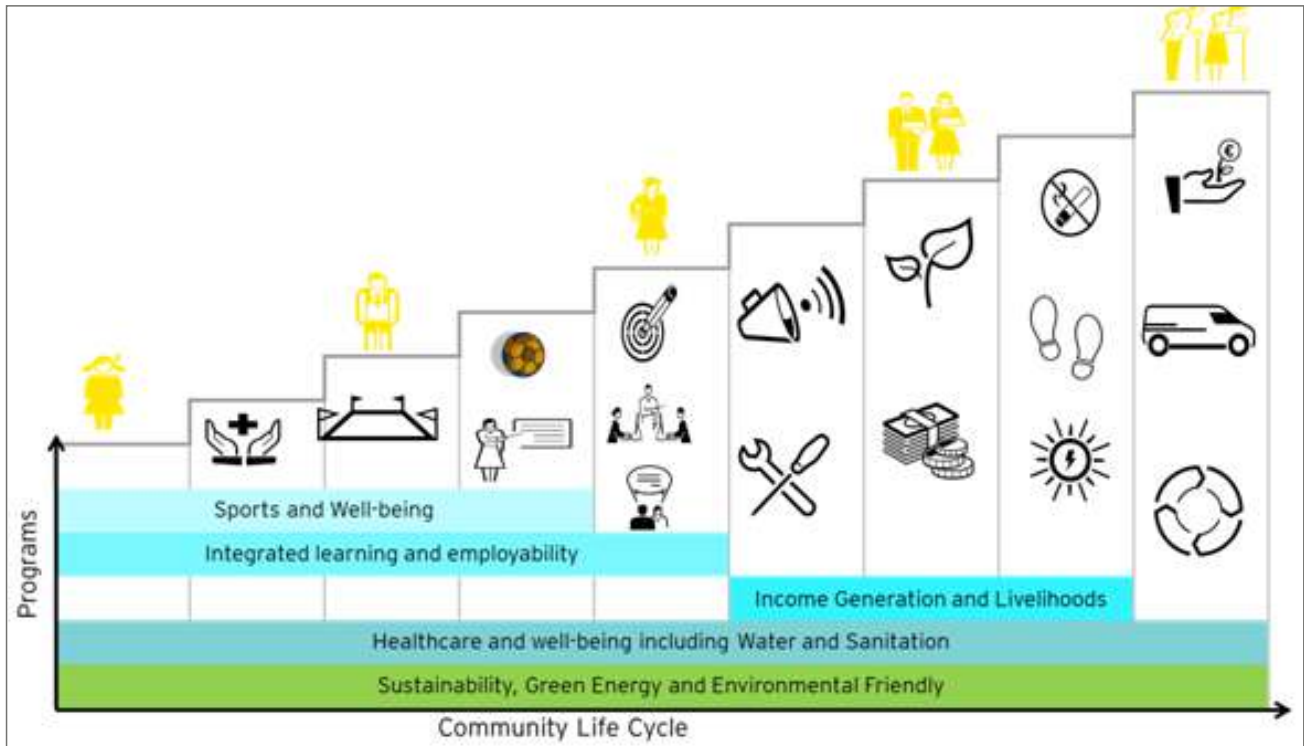 Sports and Well-being
Integrated learning and employability
Income Generation and Livelihoods
Healthcare and well-being including Water and Sanitation
Sustainability, Green Energy and Environmental Friendly
Programs
Community Life Cycle
€